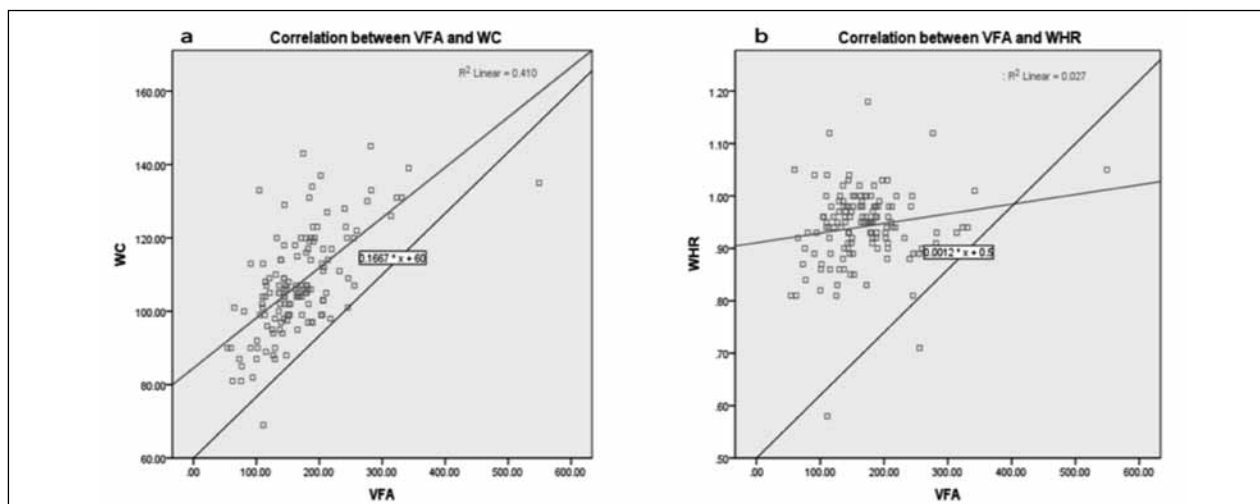 a Correlation between VFA and WC
R² Linear = 0.410
160.00
140.00
120.00
100.00
80.00
60.00
WC
0.1667 * x + 60
.00 100.00 200.00 300.00 400.00 500.00 600.00
VFA
b Correlation between VFA and WHR
: R² Linear = 0.027
1.20
1.10
1.00
.90
.80
.70
.60
.50
WHR
0.0012 * x + 0.5
.00 100.00 200.00 300.00 400.00 500.00 600.00
VFA